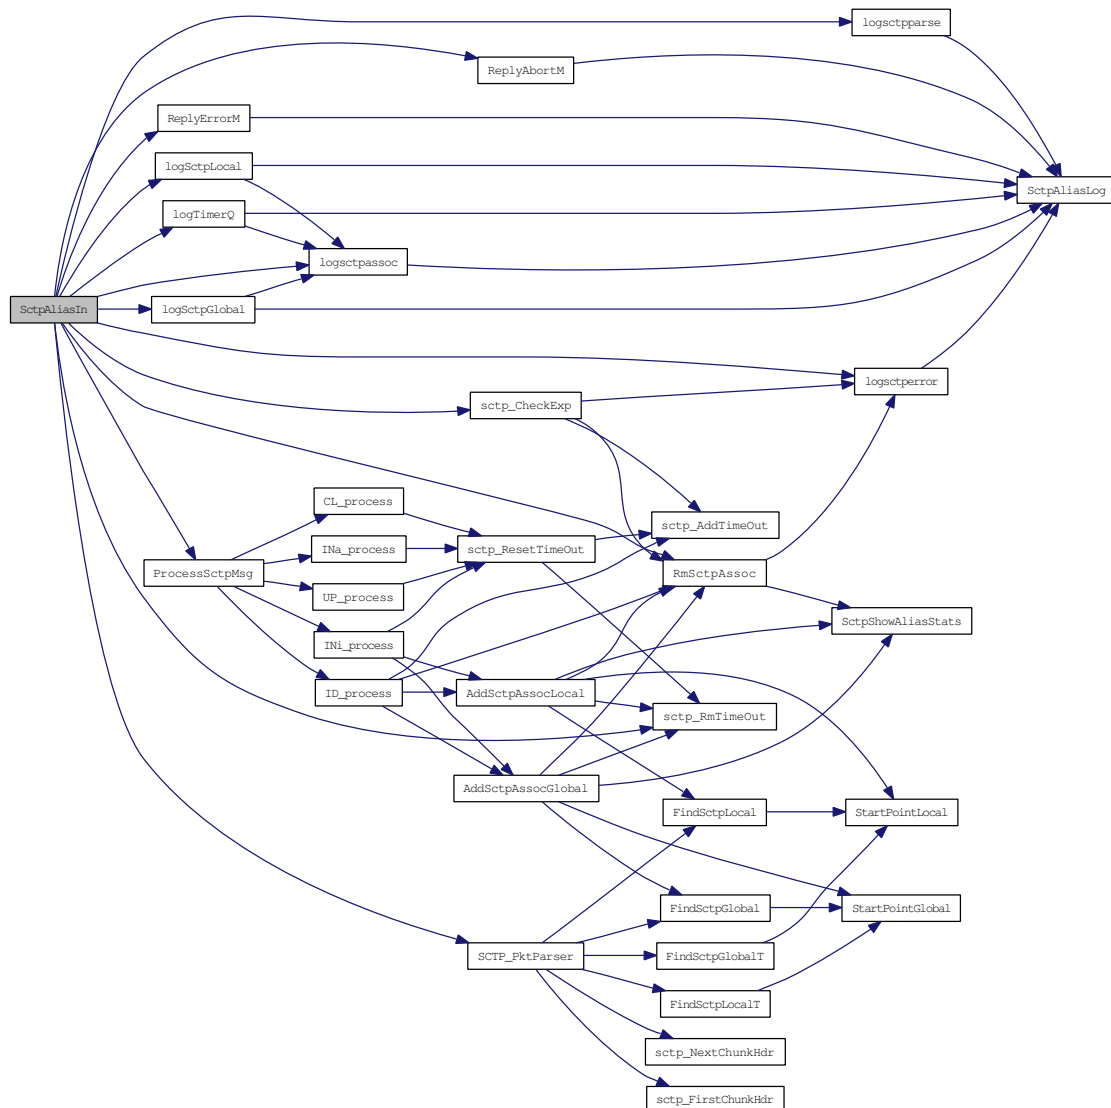 logsctpparse
ReplyAbortM
ReplyErrorM
logSctpLocal
SctpAliasLog
logTimerQ
logsctpassoc
SctpAliasIn
logSctpGlobal
logsctperror
sctp_CheckExp
CL_process
sctp_AddTimeOut
INa_process
sctp_ResetTimeOut
ProcessSctpMsg
RmSctpAssoc
UP_process
SctpShowAliasStats
INi_process
ID_process
AddSctpAssocLocal
sctp_RmTimeOut
AddSctpAssocGlobal
FindSctpLocal
StartPointLocal
FindSctpGlobal
StartPointGlobal
SCTP_PktParser
FindSctpGlobalT
FindSctpLocalT
sctp_NextChunkHdr
sctp_FirstChunkHdr